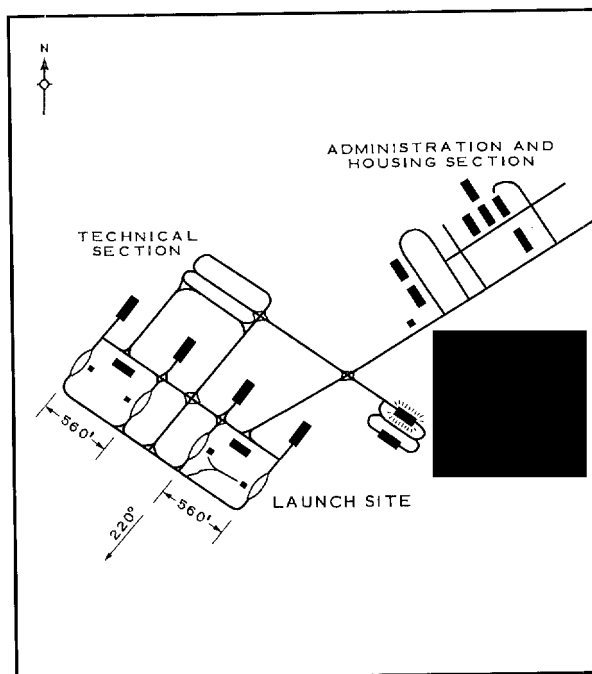 N
ADMINISTRATION AND
HOUSING SECTION
TECHNICAL
SECTION
560'
LAUNCH SITE
560'
220°